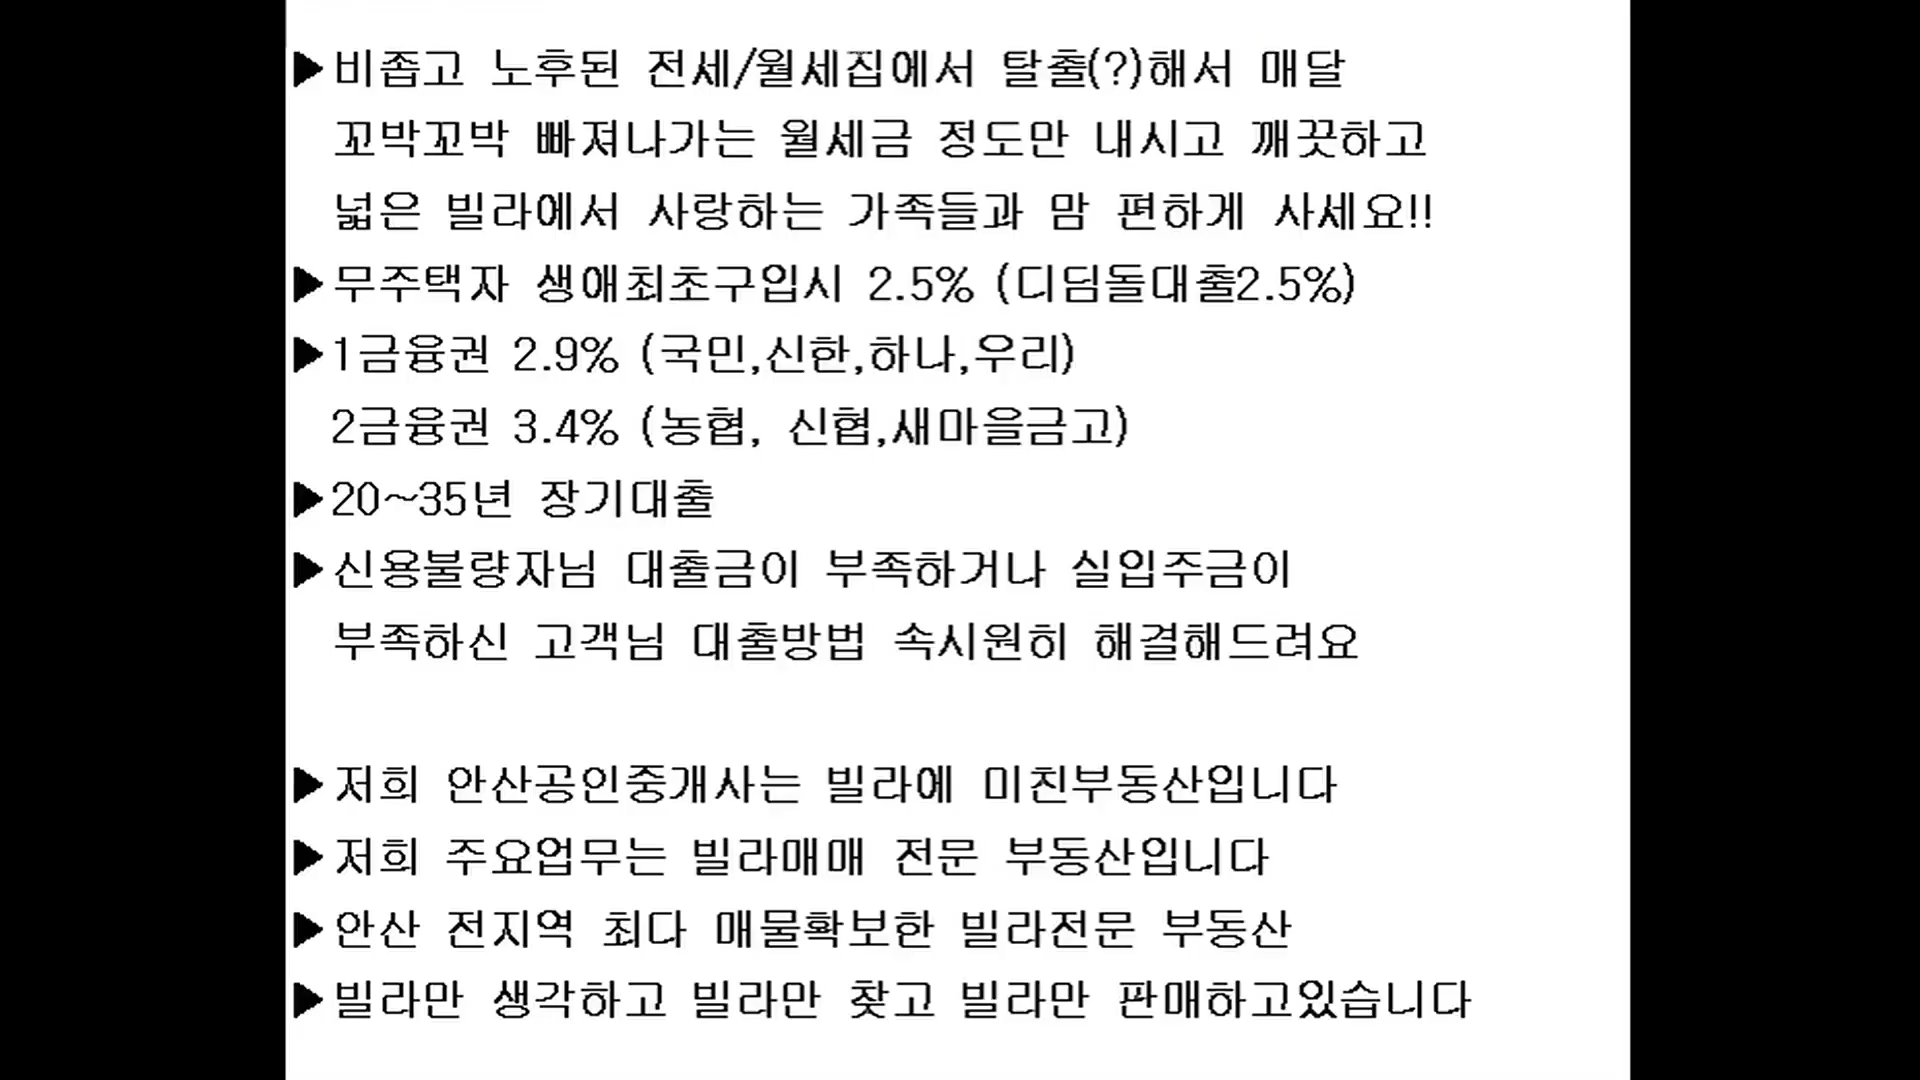 ▶비좁고 노후된 전세/월세집에서 탈출(?)해서 매달
꼬박꼬박 빠져나가는 월세금 정도만 내시고 깨끗하고
넓은 빌라에서 사랑하는 가족들과 맘 편하게 사세요!!
▶무주택자 생애최초구입시 2.5% (디딤돌대출2.5%)
▶1금융권 2.9% (국민,신한,하나,우리)
2금융권 3.4% (농협, 신협,새마을금고)
▶20~35년 장기대출
▶신용불량자님 대출금이 부족하거나 실입주금이
부족하신 고객님 대출방법 속시원히 해결해드려요
▶저희 안산공인중개사는 빌라에 미친부동산입니다
▶저희 주요업무는 빌라매매 전문 부동산입니다
▶안산 전지역 최다 매물확보한 빌라전문 부동산
▶빌라만 생각하고 빌라만 찾고 빌라만 판매하고있습니다